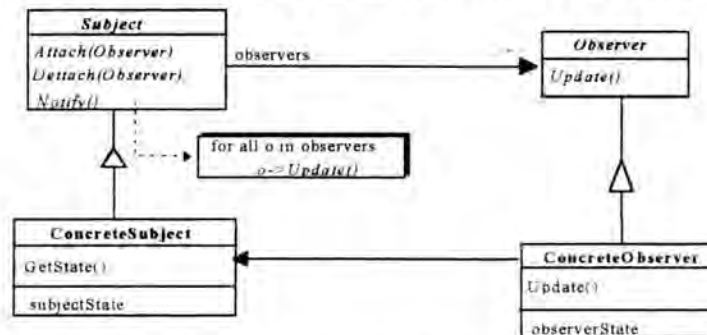 Subject
Attach(Observer)
Dettach(Observer)
Notify()
observers
Observer
Update()
for all o in observers
o->Update()
ConcreteSubject
GetState()
subjectState
ConcreteObserver
Update()
observerState